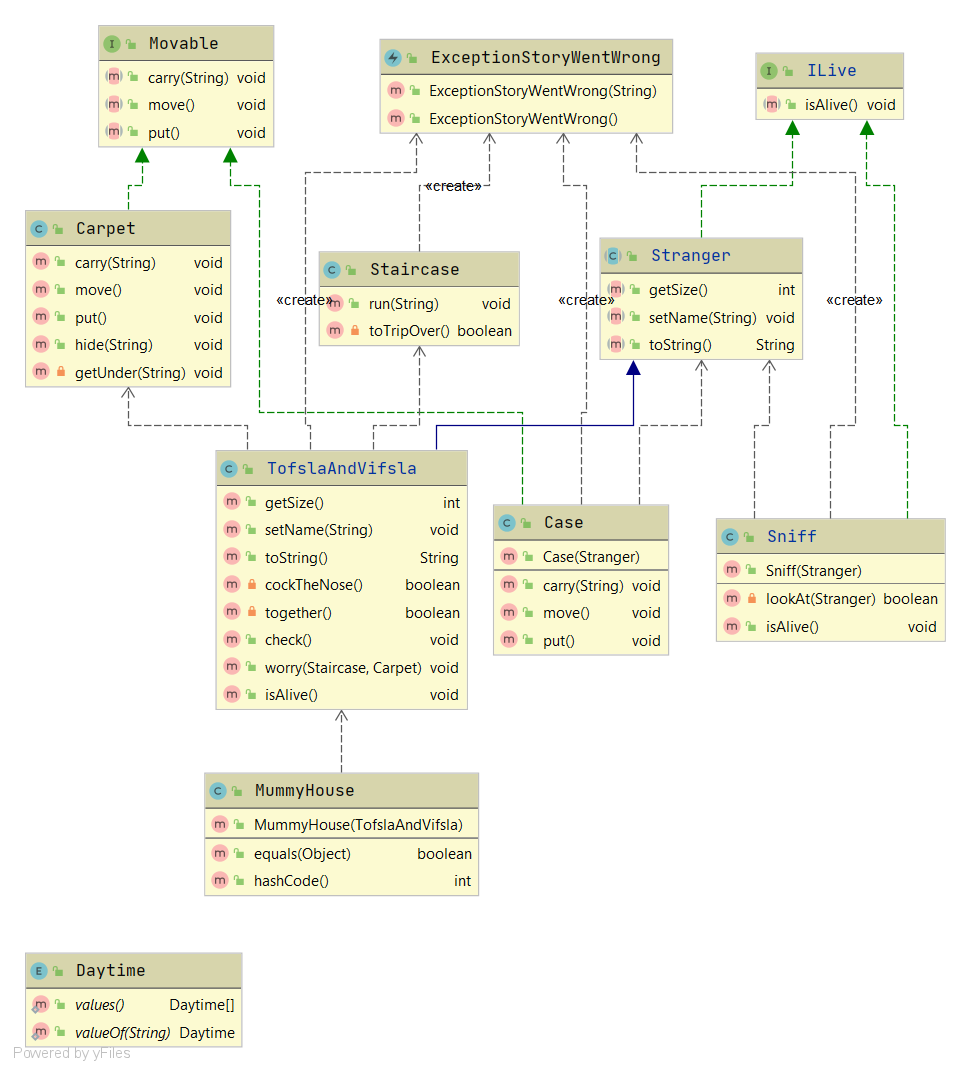 Movable
carry(String) void
move() void
put() void
ExceptionStoryWentWrong
ExceptionStoryWentWrong(String)
ExceptionStoryWentWrong()
ILive
isAlive() void
«create»
Carpet
carry(String) void
move() void
put() void
hide(String) void
getUnder(String) void
Staircase
run(String) void
toTripOver() boolean
Stranger
getSize() int
setName(String) void
toString() String
«create»
«create»
«create»
TofslaAndVifsla
getSize() int
setName(String) void
toString() String
cockTheNose() boolean
together() boolean
check() void
worry(Staircase, Carpet) void
isAlive() void
Case
Case(Stranger)
carry(String) void
move() void
put() void
Sniff
Sniff(Stranger)
lookAt(Stranger) boolean
isAlive() void
MummyHouse
MummyHouse(TofslaAndVifsla)
equals(Object) boolean
hashCode() int
Daytime
values() Daytime[]
valueOf(String) Daytime
Powered by yFiles